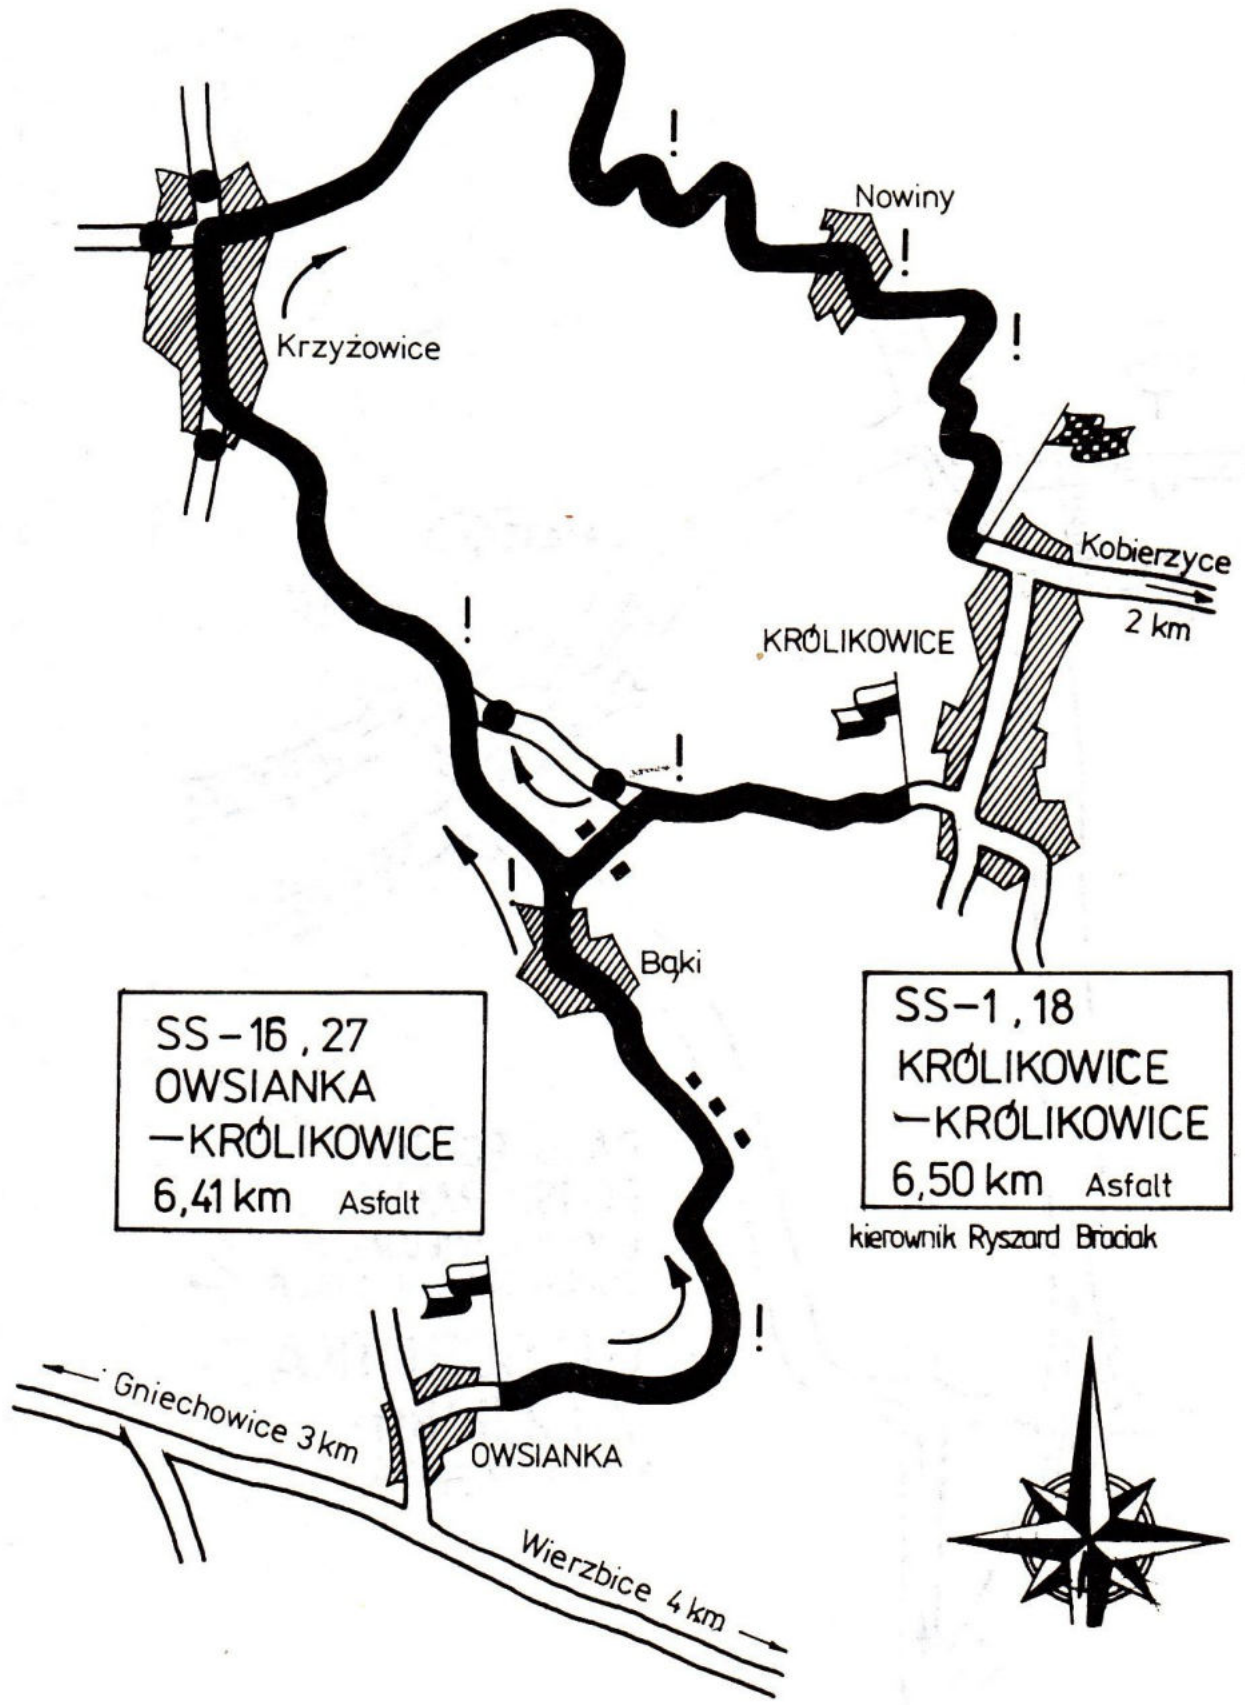 !
Nowiny
!
!
Krzyżowice
Kobierzyce
2 km
!
KRÓLIKOWICE
!
!
Bąki
SS-16, 27
OWSIANKA
—KRÓLIKOWICE
6,41 km Asfalt
SS-1, 18
KRÓLIKOWICE
—KRÓLIKOWICE
6,50 km Asfalt
kierownik Ryszard Braciak
!
Gniechowice 3 km
OWSIANKA
Wierzbice 4 km